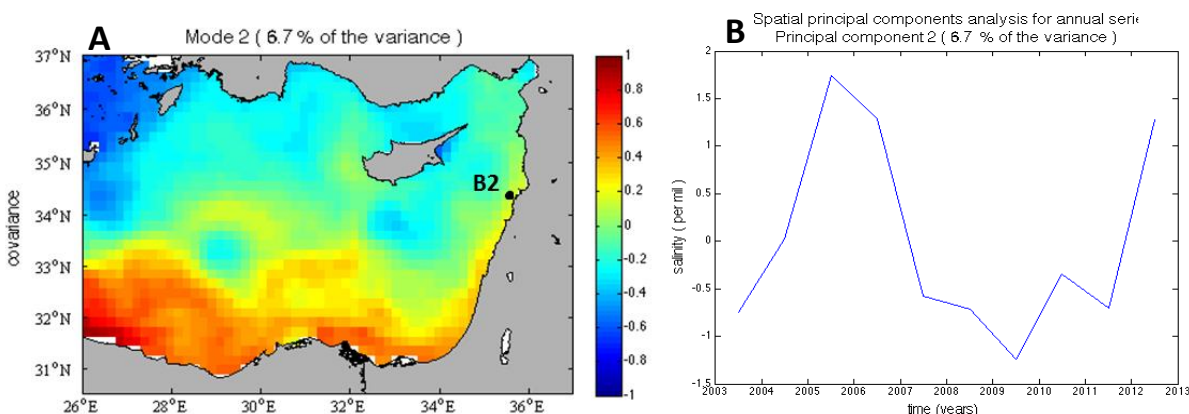 A
Mode 2 ( 6.7 % of the variance )
37°N
36°N
35°N
34°N
33°N
32°N
31°N
covariance
B2
26°E
28°E
30°E
32°E
34°E
36°E
1
0.8
0.6
0.4
0.2
0
-0.2
-0.4
-0.6
-0.8
-1
B
Spatial principal components analysis for annual serie
Principal component 2 ( 6.7 % of the variance )
2
1.5
1
0.5
0
-0.5
-1
-1.5
salinity ( per mil )
2003 2004 2005 2006 2007 2008 2009 2010 2011 2012 2013
time (years)